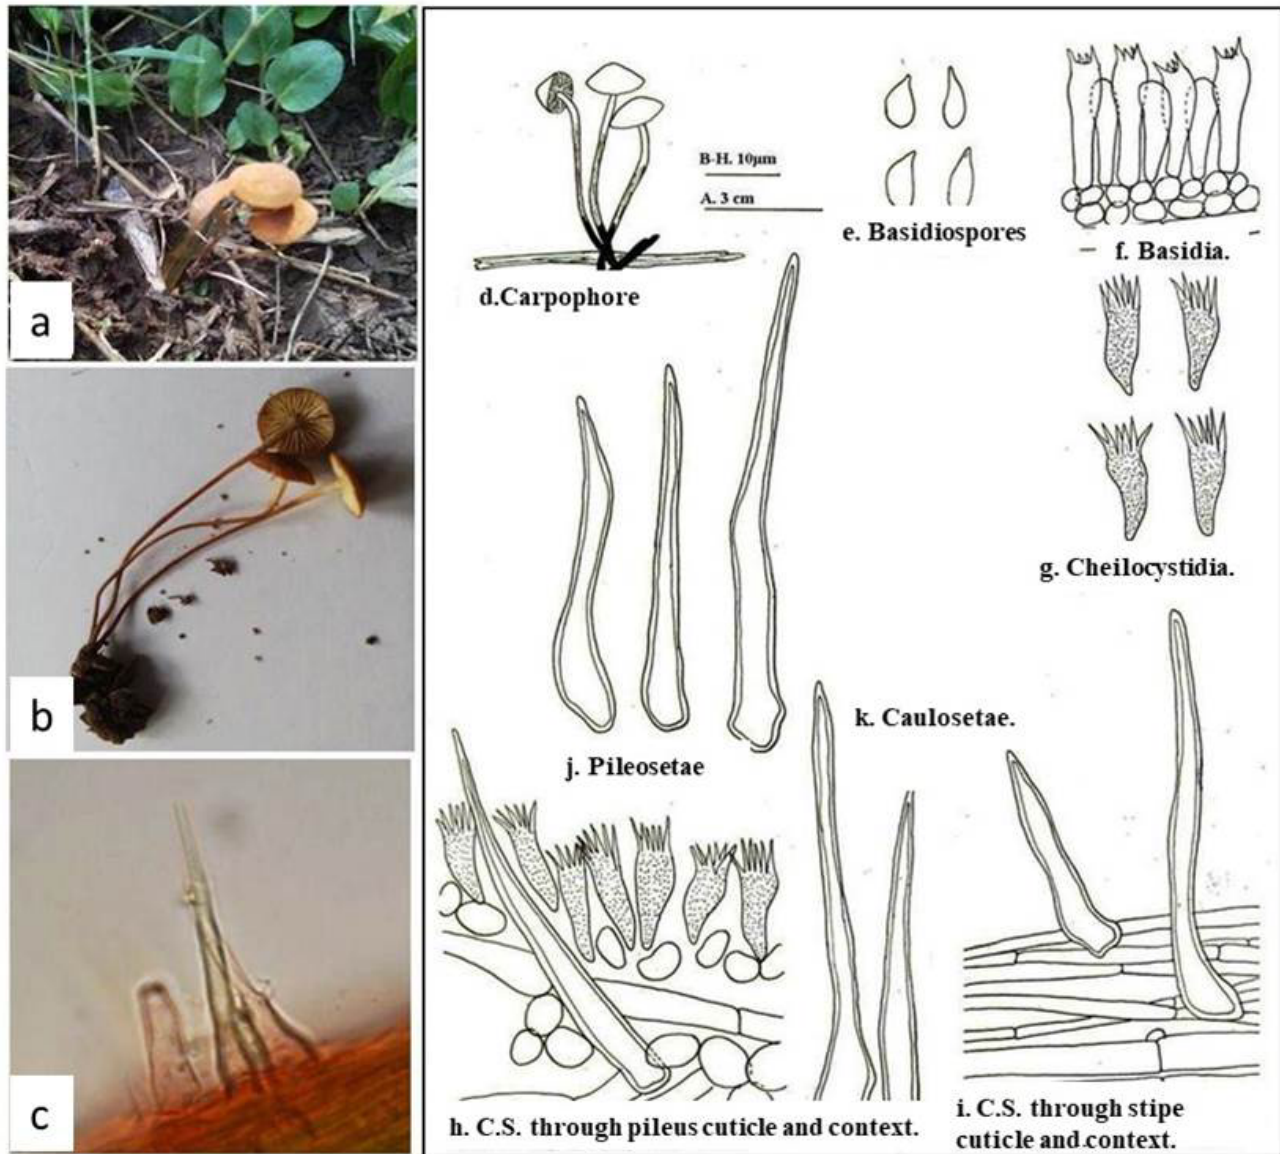 a
b
c
B-H. 10µm
A. 3 cm
d.Carpophore
e. Basidiospores
f. Basidia.
g. Cheilocystidia.
j. Pileosetae
k. Caulosetae.
h. C.S. through pileus cuticle and context.
i. C.S. through stipe
cuticle and.context.